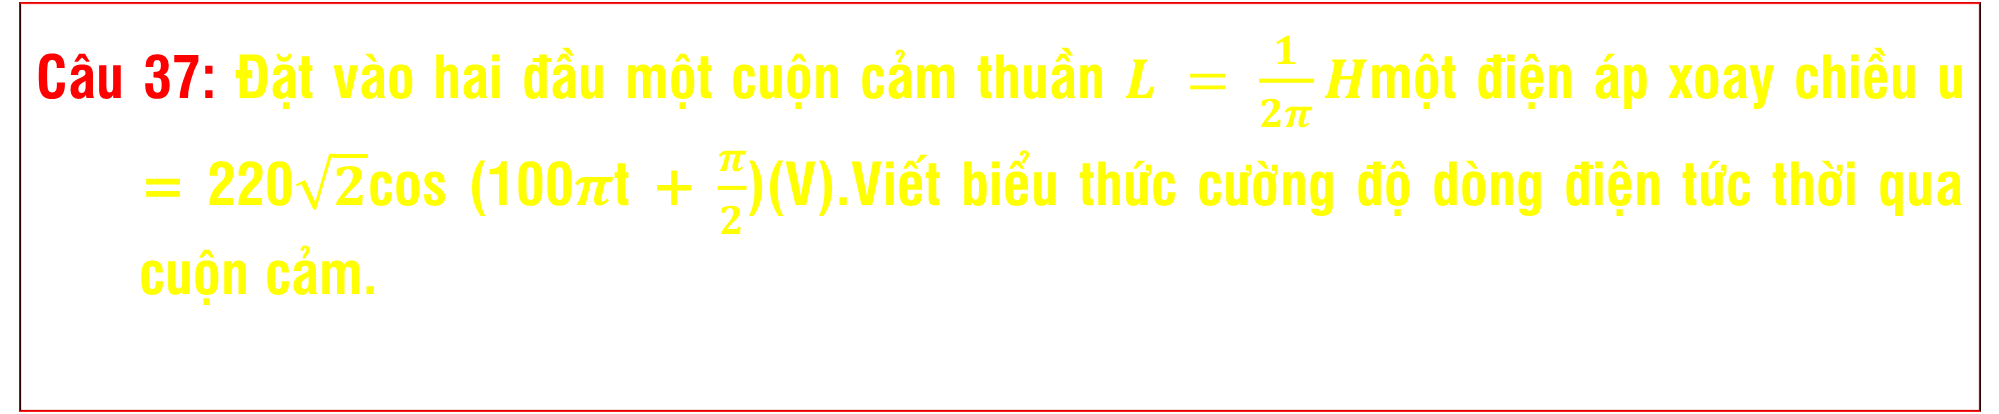 Câu 37: Đặt vào hai đầu một cuộn cảm thuần L = 1/2π Hmột điện áp xoay chiều u
= 220√2cos (100πt + π/2)(V).Viết biểu thức cường độ dòng điện tức thời qua
cuộn cảm.